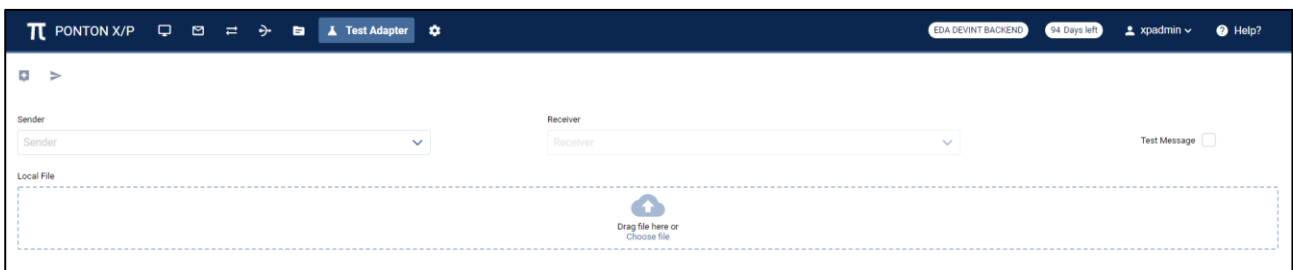 PONTON X/P Test Adapter EDA DEVINT BACKEND 94 Days left xpadmin Help?
Sender Receiver
Sender Receiver Test Message
Local File
Drag file here or
Choose file